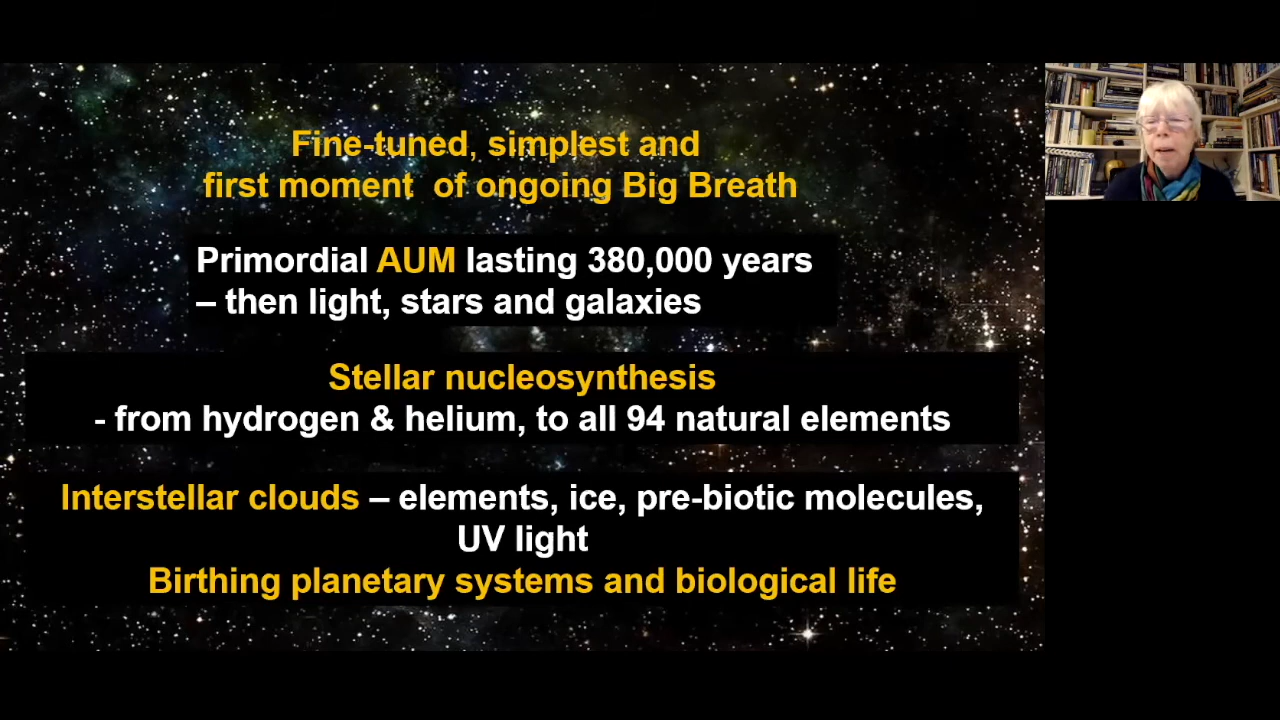 Fine-tuned, simplest and
first moment of ongoing Big Breath
Primordial AUM lasting 380,000 years
– then light, stars and galaxies
Stellar nucleosynthesis
- from hydrogen & helium, to all 94 natural elements
Interstellar clouds – elements, ice, pre-biotic molecules,
UV light
Birthing planetary systems and biological life